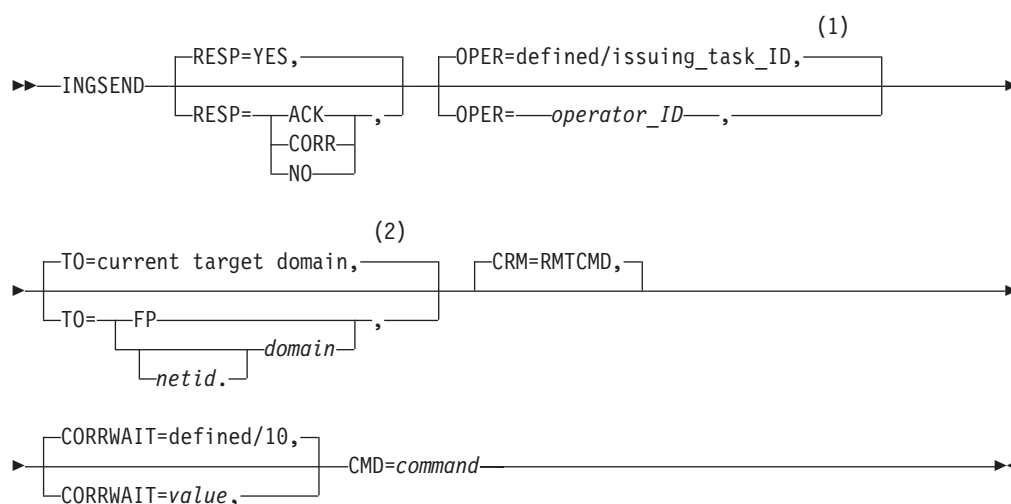 (1)
RESP=YES, OPER=defined/issuing_task_ID,
INGSEND
RESP= ACK , OPER= operator_ID ,
CORR
NO
(2)
TO=current target domain, CRM=RMTCMD,
TO= FP ,
domain
netid.
CORRWAIT=defined/10,
CMD=command
CORRWAIT=value,